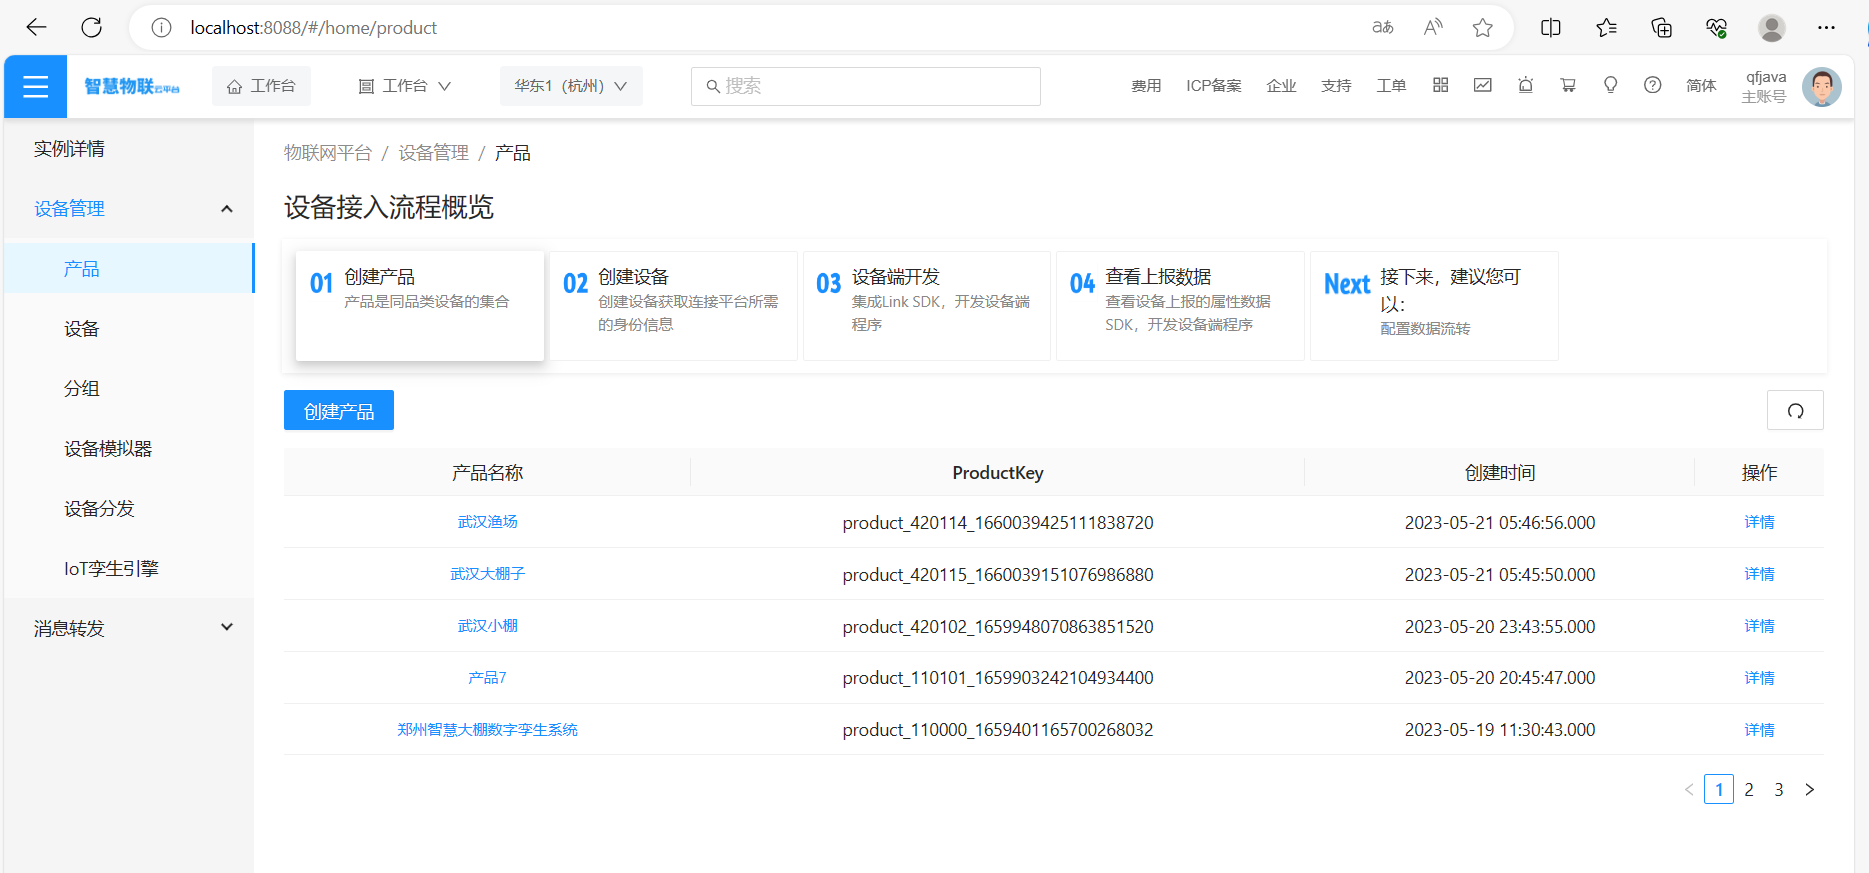 localhost:8088/#/home/product
智慧物联云平台
工作台
工作台
华东1（杭州）
搜索
费用
ICP备案
企业
支持
工单
简体
qfjava
主账号
实例详情
设备管理
产品
设备
分组
设备模拟器
设备分发
IoT孪生引擎
消息转发
物联网平台 / 设备管理 / 产品
设备接入流程概览
01 创建产品
产品是同品类设备的集合
02 创建设备
创建设备获取连接平台所需
的身份信息
03 设备端开发
集成Link SDK，开发设备端
程序
04 查看上报数据
查看设备上报的属性数据
SDK，开发设备端程序
Next 接下来，建议您可
以：
配置数据流转
创建产品
产品名称 ProductKey 创建时间 操作
武汉渔场 product_420114_1660039425111838720 2023-05-21 05:46:56.000 详情
武汉大棚子 product_420115_1660039151076986880 2023-05-21 05:45:50.000 详情
武汉小棚 product_420102_1659948070863851520 2023-05-20 23:43:55.000 详情
产品7 product_110101_1659903242104934400 2023-05-20 20:45:47.000 详情
郑州智慧大棚数字孪生系统 product_110000_1659401165700268032 2023-05-19 11:30:43.000 详情
1 2 3